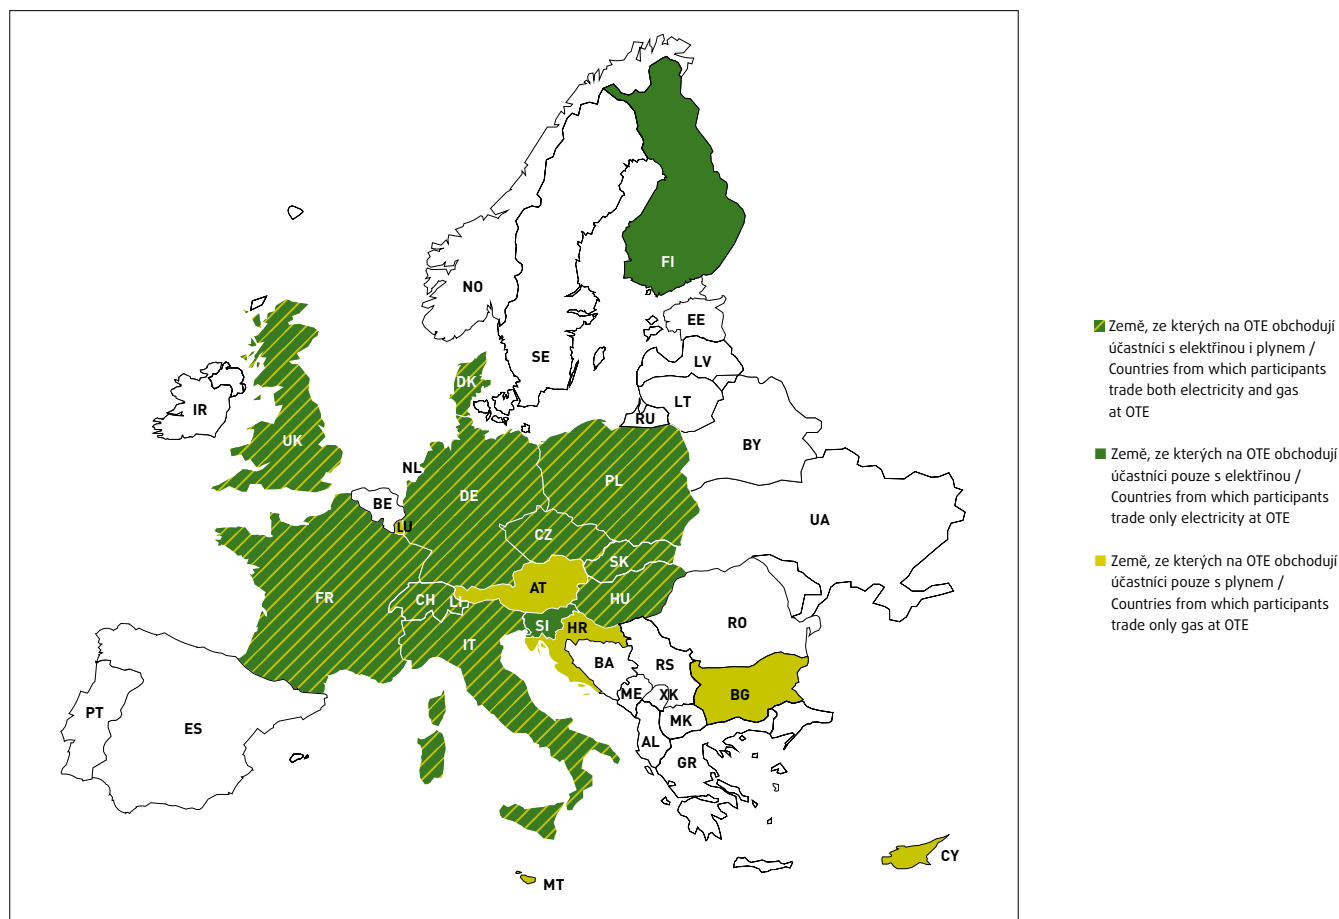 FI
NO
EE
SE
LV
DK
LT
IR
RU
UK
BY
NL
DE
PL
BE
UA
LU
CZ
SK
AT
FR
CH
LI
HU
RO
SI
HR
IT
BA
RS
ME
XK
BG
PT
MK
ES
AL
GR
CY
MT
Země, ze kterých na OTE obchodují
účastníci s elektřinou i plynem /
Countries from which participants
trade both electricity and gas
at OTE
Země, ze kterých na OTE obchodují
účastníci pouze s elektřinou /
Countries from which participants
trade only electricity at OTE
Země, ze kterých na OTE obchodují
účastníci pouze s plynem /
Countries from which participants
trade only gas at OTE